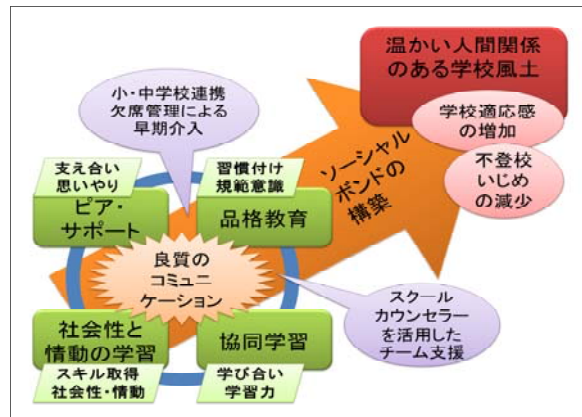 温かい人間関係
のある学校風土
学校適応感
の増加
不登校
いじめ
の減少
小・中学校連携
欠席管理による
早期介入
ソーシャル
ボンドの
構築
支え合い
思いやり
ピア・
サポート
習慣付け
規範意識
品格教育
良質の
コミュニ
ケーション
社会性と
情動の学習
スキル取得
社会性・情動
協同学習
学び合い
学習力
スクール
カウンセラー
を活用した
チーム支援